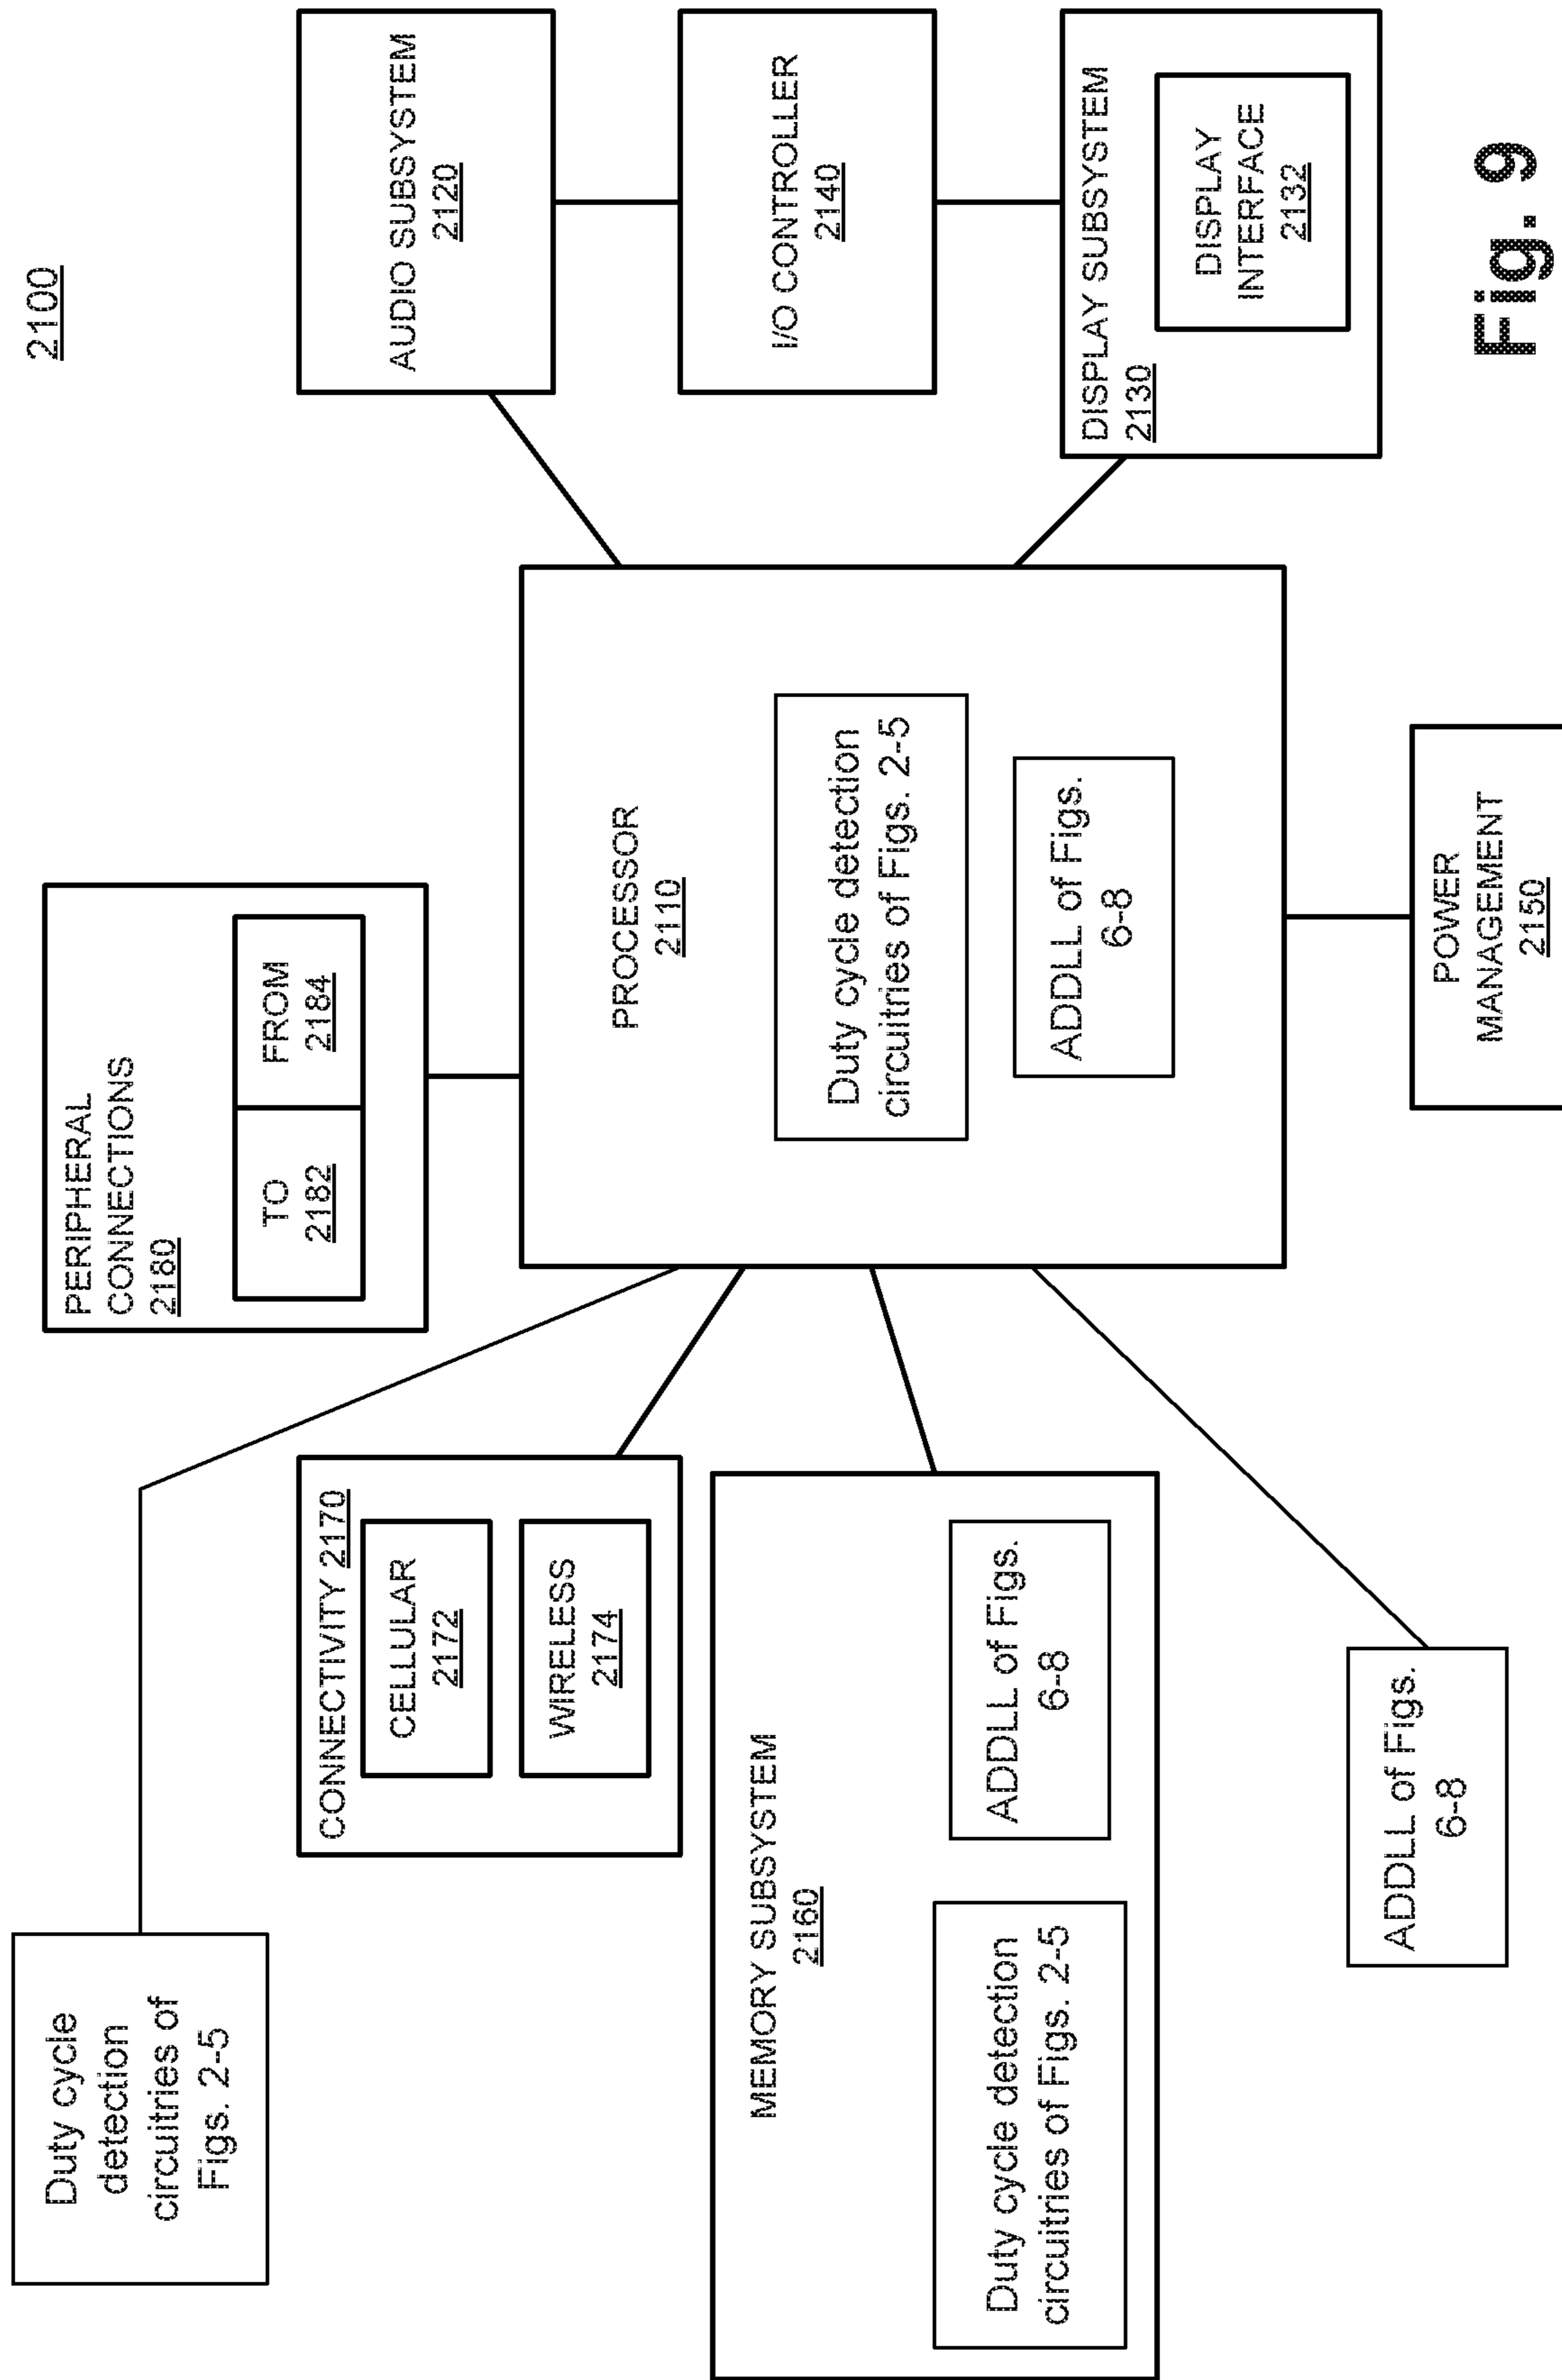 2100
Duty cycle
detection
circuitries of
Figs. 2-5
PERIPHERAL
CONNECTIONS
2180
TO
2182
FROM
2184
AUDIO SUBSYSTEM
2120
CONNECTIVITY 2170
CELLULAR
2172
WIRELESS
2174
PROCESSOR
2110
Duty cycle detection
circuitries of Figs. 2-5
ADDLL of Figs.
6-8
I/O CONTROLLER
2140
MEMORY SUBSYSTEM
2160
Duty cycle detection
circuitries of Figs. 2-5
ADDLL of Figs.
6-8
DISPLAY SUBSYSTEM
2130
DISPLAY
INTERFACE
2132
ADDLL of Figs.
6-8
POWER
MANAGEMENT
2150
Fig. 9